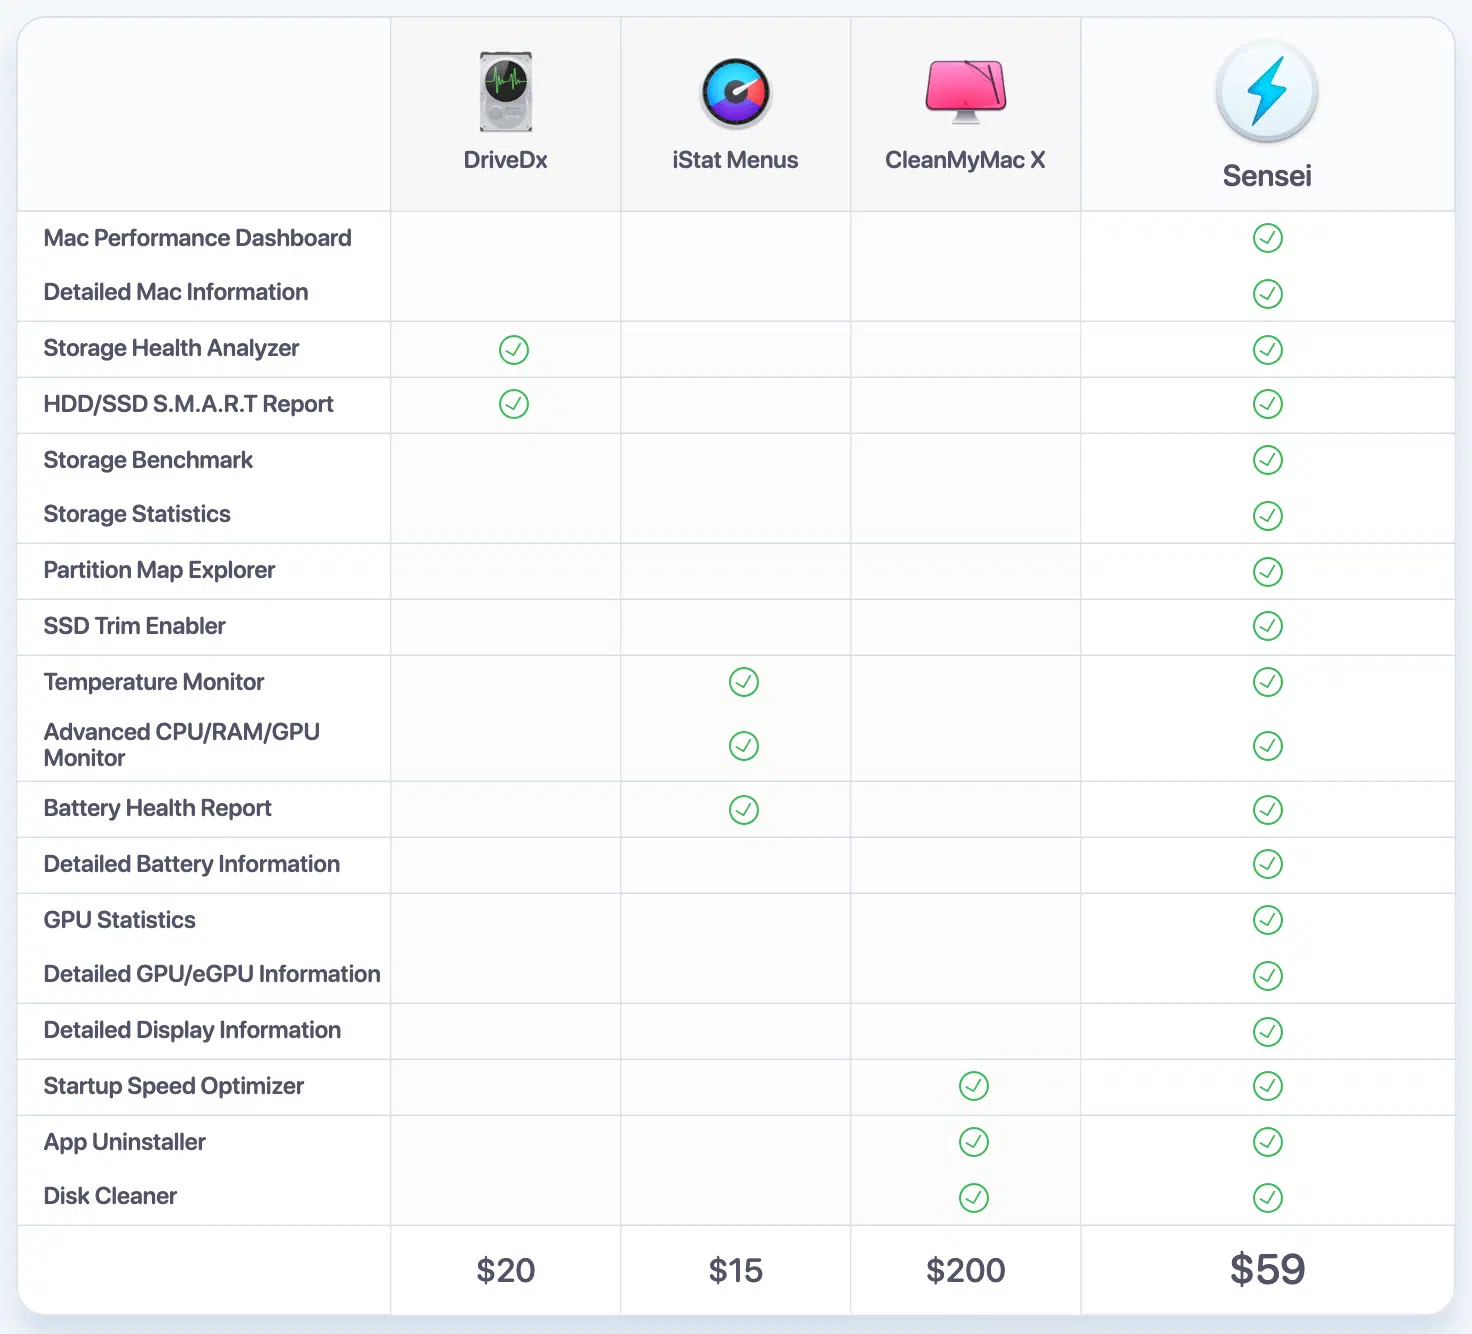 DriveDx
iStat Menus
CleanMyMac X
Sensei
Mac Performance Dashboard
Detailed Mac Information
Storage Health Analyzer
HDD/SSD S.M.A.R.T Report
Storage Benchmark
Storage Statistics
Partition Map Explorer
SSD Trim Enabler
Temperature Monitor
Advanced CPU/RAM/GPU
Monitor
Battery Health Report
Detailed Battery Information
GPU Statistics
Detailed GPU/eGPU Information
Detailed Display Information
Startup Speed Optimizer
App Uninstaller
Disk Cleaner
$20
$15
$200
$59